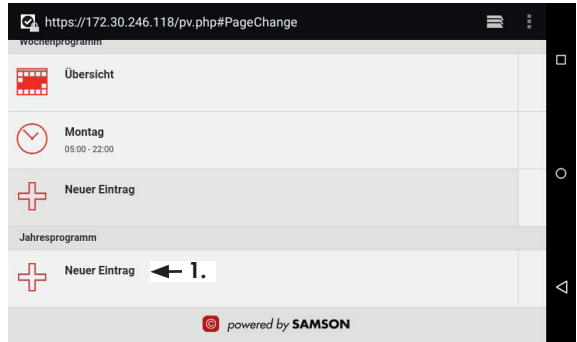 https://172.30.246.118/pv.php#PageChange
Wochenprogramm
Übersicht
Montag
05:00 - 22:00
Neuer Eintrag
Jahresprogramm
Neuer Eintrag 1.
© powered by SAMSON